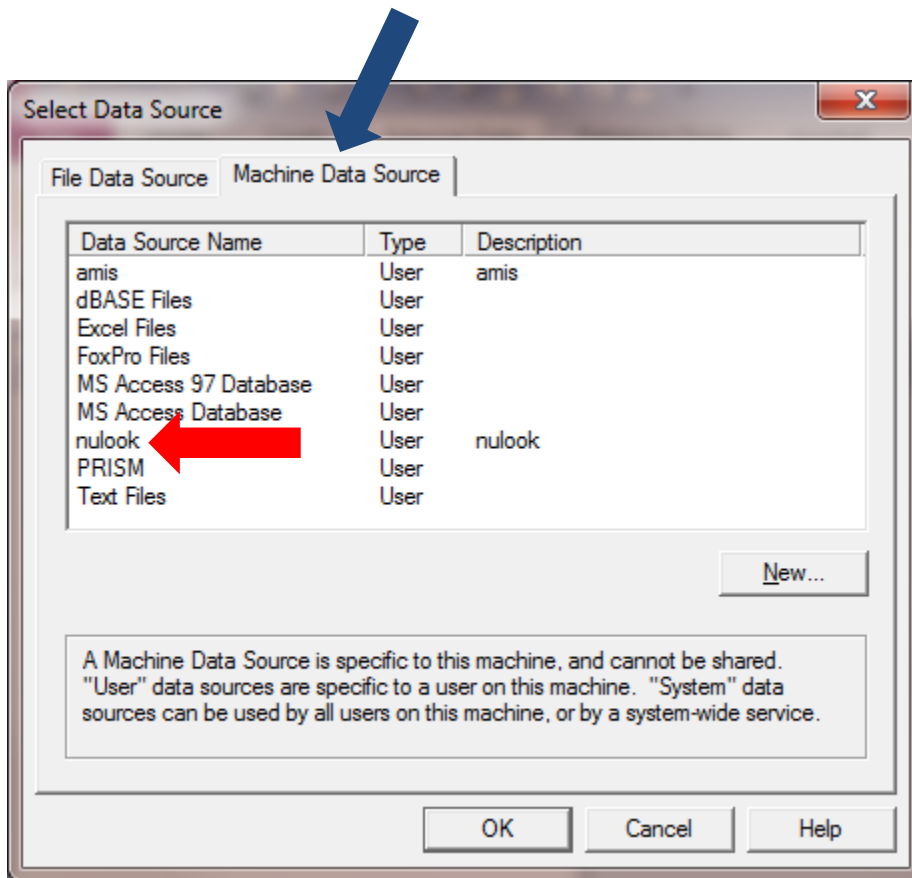 Select Data Source
File Data Source Machine Data Source
Data Source Name Type Description
amis User amis
dBASE Files User
Excel Files User
FoxPro Files User
MS Access 97 Database User
MS Access Database User
nulook User nulook
PRISM User
Text Files User
New...
A Machine Data Source is specific to this machine, and cannot be shared.
"User" data sources are specific to a user on this machine. "System" data
sources can be used by all users on this machine, or by a system-wide service.
OK Cancel Help